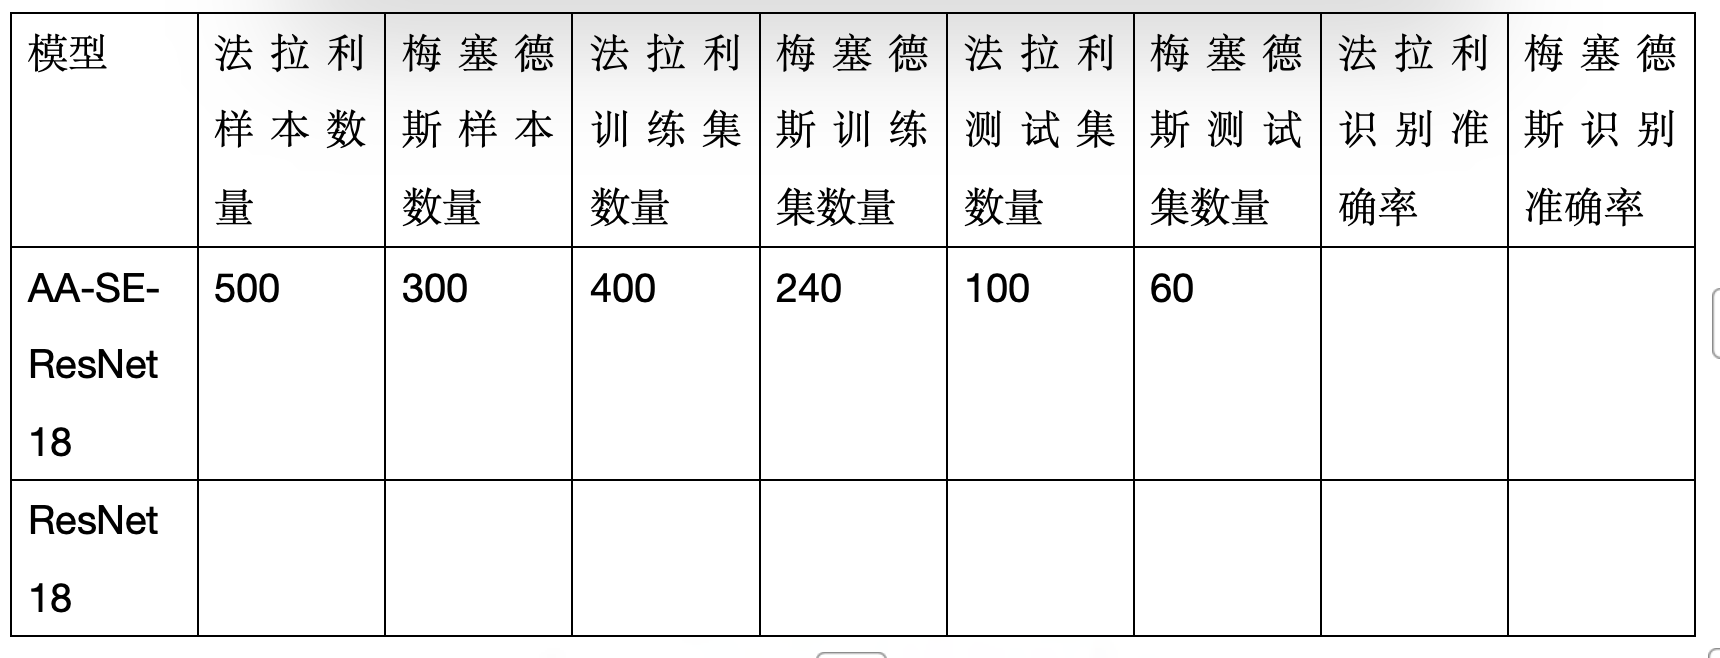 模型
法拉利
样本数
量
梅塞德
斯样本
数量
法拉利
训练集
数量
梅塞德
斯训练
集数量
法拉利
测试集
数量
梅塞德
斯测试
集数量
法拉利
识别准
确率
梅塞德
斯识别
准确率
AA-SE-
ResNet
18
500
300
400
240
100
60
ResNet
18